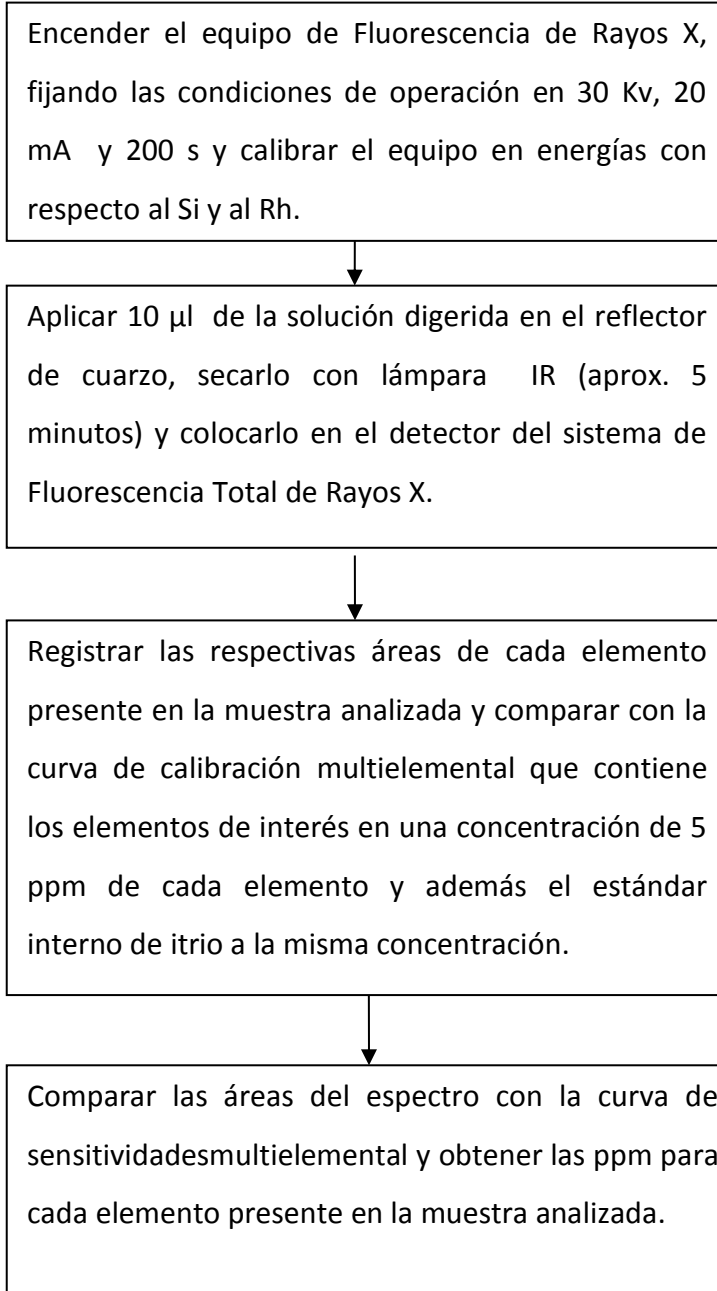 Encender el equipo de Fluorescencia de Rayos X,
fijando las condiciones de operación en 30 Kv, 20
mA y 200 s y calibrar el equipo en energías con
respecto al Si y al Rh.
Aplicar 10 µl de la solución digerida en el reflector
de cuarzo, secarlo con lámpara IR (aprox. 5
minutos) y colocarlo en el detector del sistema de
Fluorescencia Total de Rayos X.
Registrar las respectivas áreas de cada elemento
presente en la muestra analizada y comparar con la
curva de calibración multielemental que contiene
los elementos de interés en una concentración de 5
ppm de cada elemento y además el estándar
interno de itrio a la misma concentración.
Comparar las áreas del espectro con la curva de
sensitividadesmultielemental y obtener las ppm para
cada elemento presente en la muestra analizada.